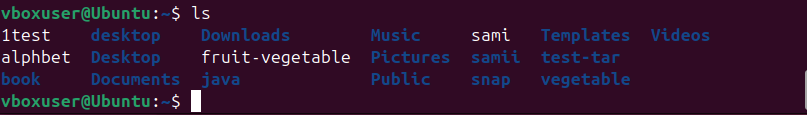 vboxuser@Ubuntu:~$ ls
1test desktop Downloads Music sami Templates Videos
alphbet Desktop fruit-vegetable Pictures samii test-tar
book Documents java Public snap vegetable
vboxuser@Ubuntu:~$